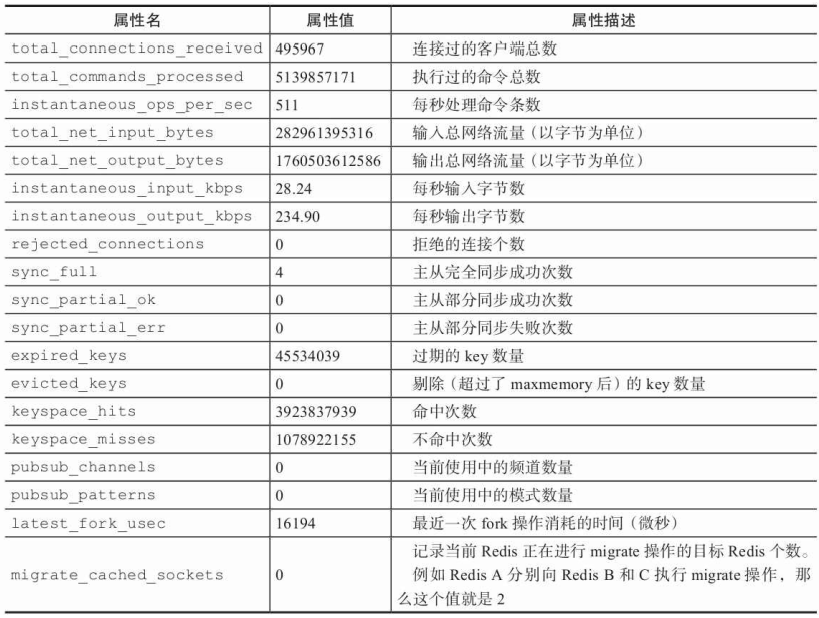 属性名 属性值 属性描述
total_connections_received 495967 连接过的客户端总数
total_commands_processed 5139857171 执行过的命令总数
instantaneous_ops_per_sec 511 每秒处理命令条数
total_net_input_bytes 282961395316 输入总网络流量（以字节为单位）
total_net_output_bytes 1760503612586 输出总网络流量（以字节为单位）
instantaneous_input_kbps 28.24 每秒输入字节数
instantaneous_output_kbps 234.90 每秒输出字节数
rejected_connections 0 拒绝的连接个数
sync_full 4 主从完全同步成功次数
sync_partial_ok 0 主从部分同步成功次数
sync_partial_err 0 主从部分同步失败次数
expired_keys 45534039 过期的 key 数量
evicted_keys 0 剔除（超过了 maxmemory 后）的 key 数量
keyspace_hits 3923837939 命中次数
keyspace_misses 1078922155 不命中次数
pubsub_channels 0 当前使用中的频道数量
pubsub_patterns 0 当前使用中的模式数量
latest_fork_usec 16194 最近一次 fork 操作消耗的时间（微秒）
记录当前 Redis 正在进行 migrate 操作的目标 Redis 个数。
migrate_cached_sockets 0 例如 Redis A 分别向 Redis B 和 C 执行 migrate 操作，那
么这个值就是 2